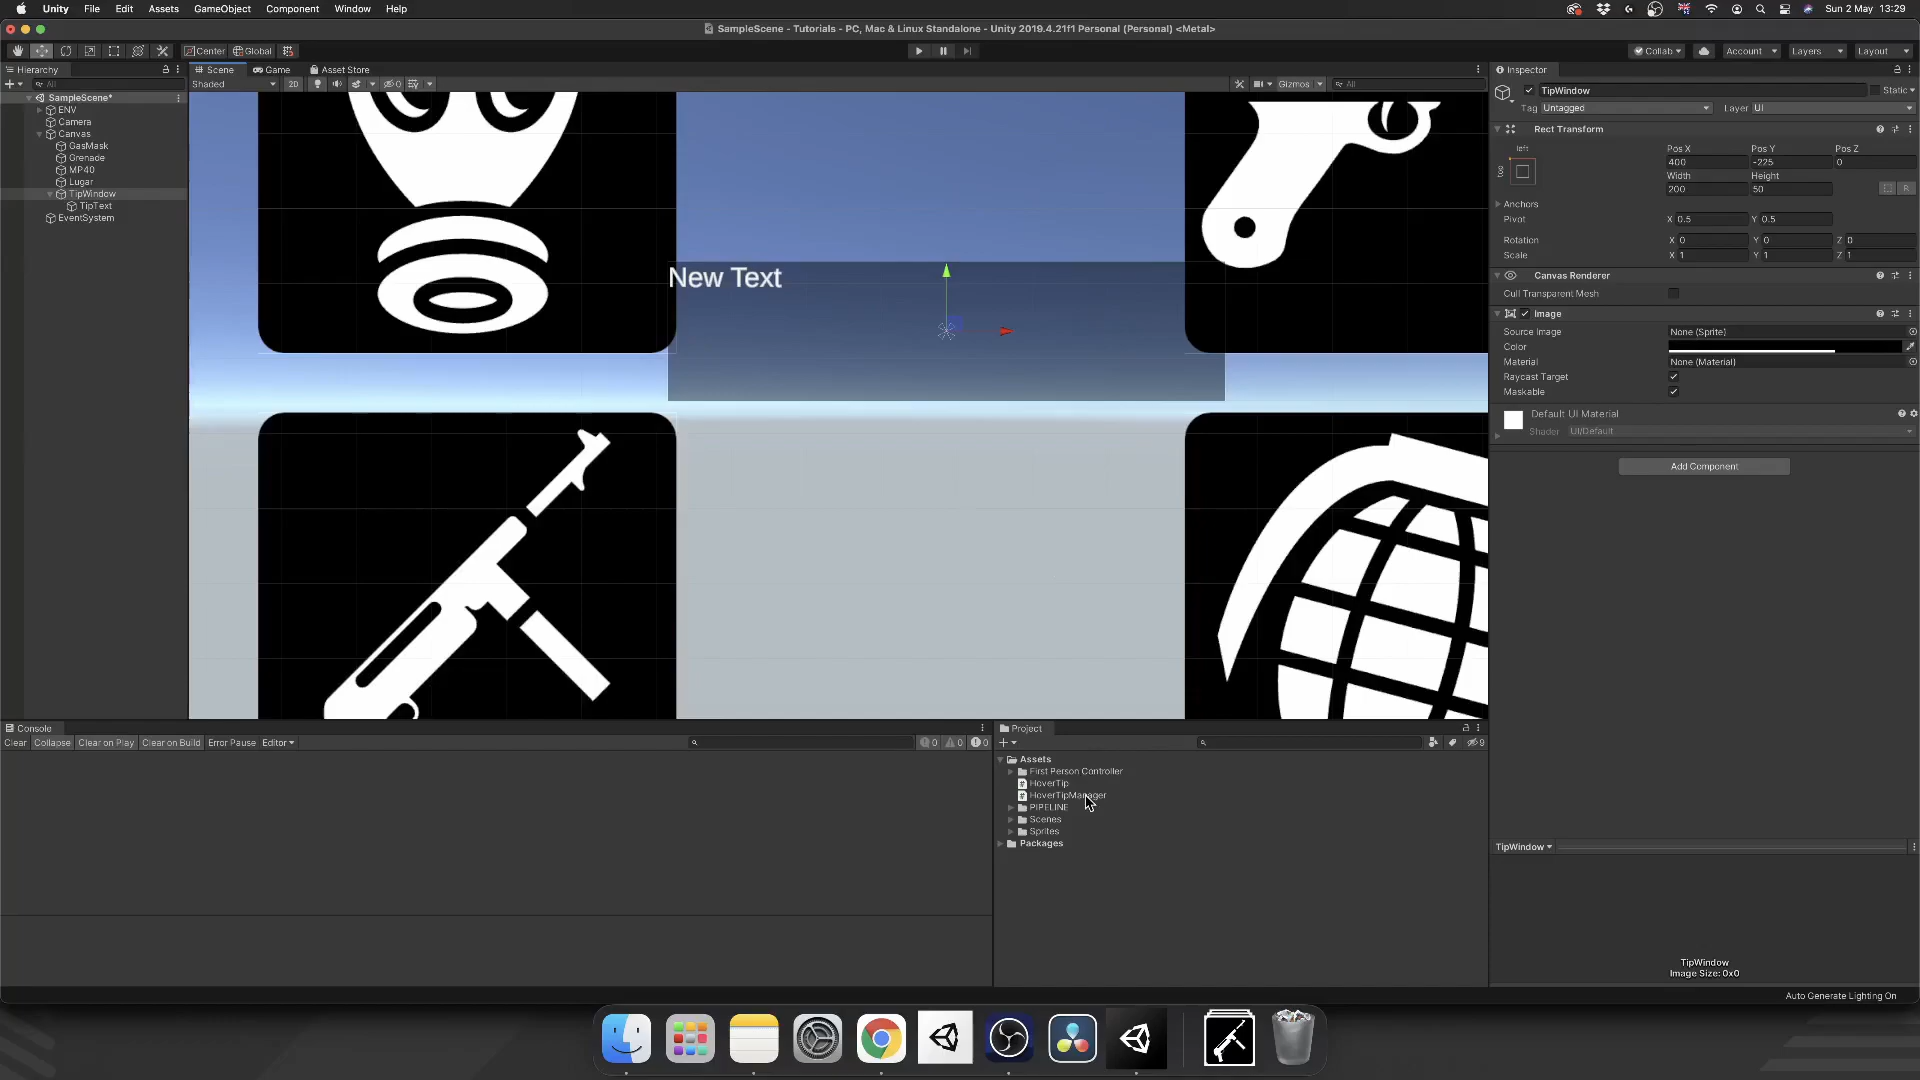 Unity File Edit Assets GameObject Component Window Help
Sun 2 May 13:29
SampleScene - Tutorials - PC, Mac & Linux Standalone - Unity 2019.4.21f1 Personal (Personal) <Metal>
Center Global
Collab Account Layers Layout
Hierarchy
All
SampleScene*
ENV
Camera
Canvas
GasMask
Grenade
MP40
Lugar
TipWindow
TipText
EventSystem
Scene Game Asset Store
Shaded 2D 0 Gizmos All
New Text
Inspector
TipWindow Static
Tag Untagged Layer UI
Rect Transform
left
Pos X Pos Y Pos Z
400 -225 0
Width Height
200 50
R
Anchors
Pivot X 0.5 Y 0.5
Rotation X 0 Y 0 Z 0
Scale X 1 Y 1 Z 1
Canvas Renderer
Cull Transparent Mesh
Image
Source Image None (Sprite)
Color
Material None (Material)
Raycast Target
Maskable
Default UI Material
Shader UI/Default
Add Component
Console
Clear Collapse Clear on Play Clear on Build Error Pause Editor 0 0 0
Project
9
Assets
First Person Controller
HoverTip
HoverTipManager
PIPELINE
Scenes
Sprites
Packages
TipWindow
TipWindow
Image Size: 0x0
Auto Generate Lighting On